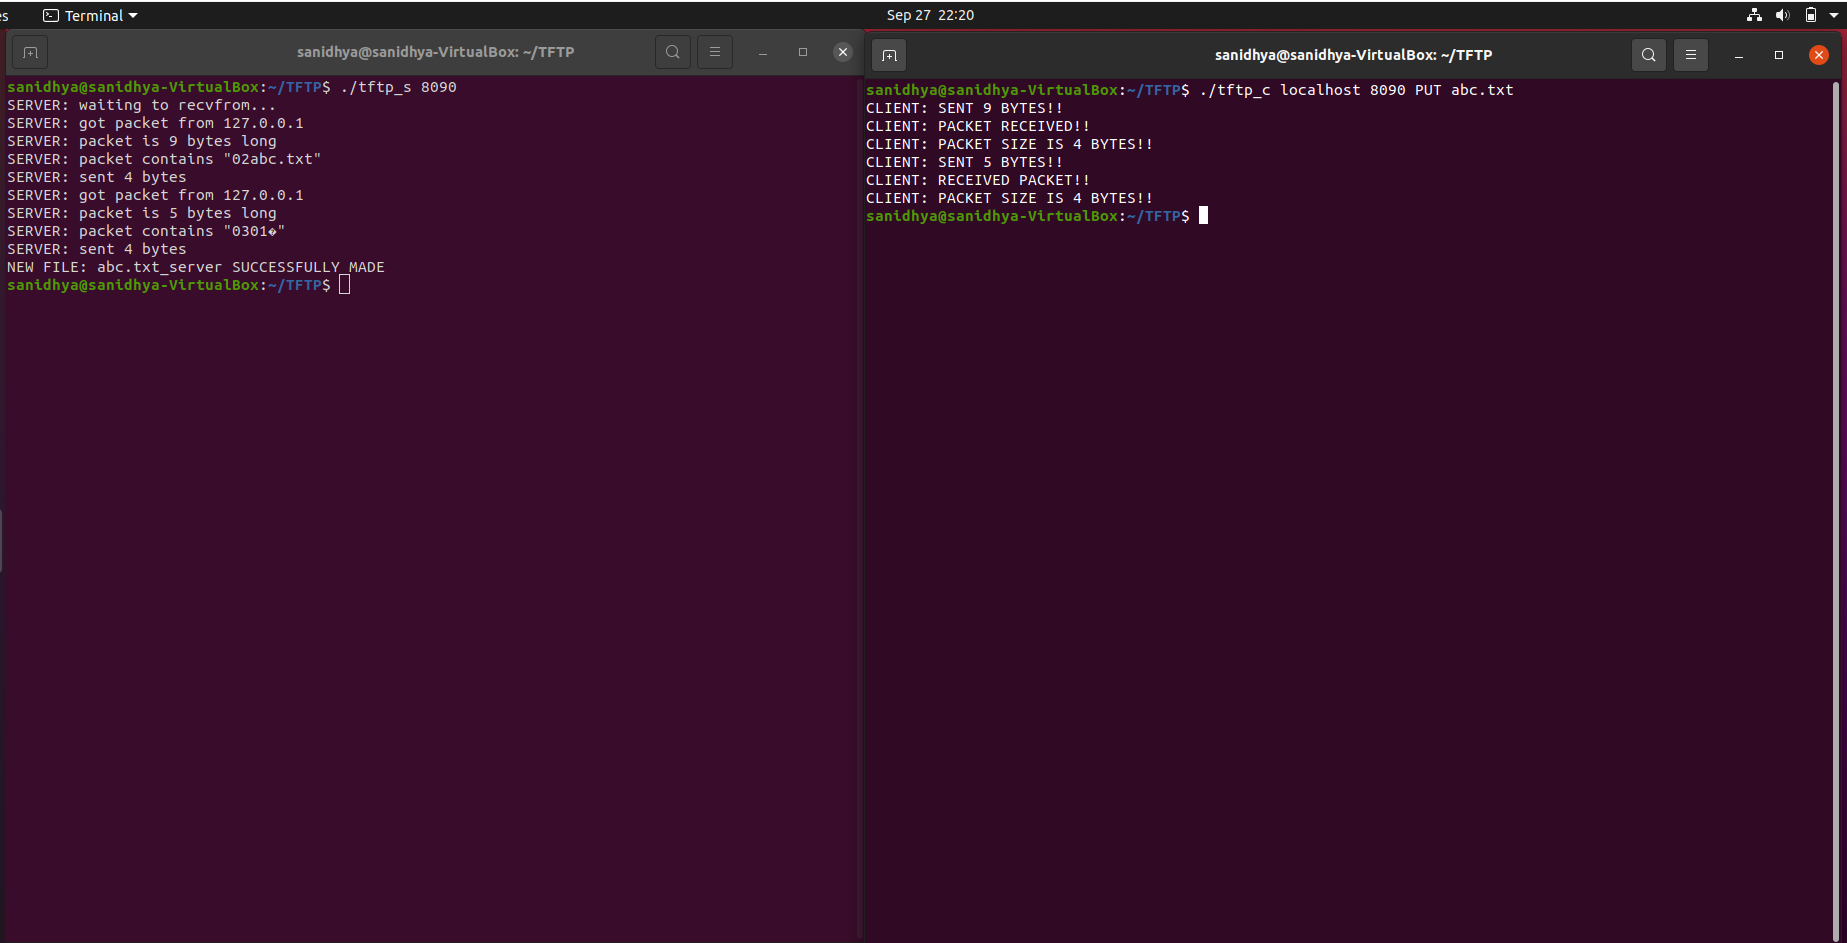 es Terminal Sep 27 22:20
sanidhya@sanidhya-VirtualBox: ~/TFTP
sanidhya@sanidhya-VirtualBox:~/TFTP$ ./tftp_s 8090
SERVER: waiting to recvfrom...
SERVER: got packet from 127.0.0.1
SERVER: packet is 9 bytes long
SERVER: packet contains "02abc.txt"
SERVER: sent 4 bytes
SERVER: got packet from 127.0.0.1
SERVER: packet is 5 bytes long
SERVER: packet contains "0301�"
SERVER: sent 4 bytes
NEW FILE: abc.txt_server SUCCESSFULLY MADE
sanidhya@sanidhya-VirtualBox:~/TFTP$
sanidhya@sanidhya-VirtualBox: ~/TFTP
sanidhya@sanidhya-VirtualBox:~/TFTP$ ./tftp_c localhost 8090 PUT abc.txt
CLIENT: SENT 9 BYTES!!
CLIENT: PACKET RECEIVED!!
CLIENT: PACKET SIZE IS 4 BYTES!!
CLIENT: SENT 5 BYTES!!
CLIENT: RECEIVED PACKET!!
CLIENT: PACKET SIZE IS 4 BYTES!!
sanidhya@sanidhya-VirtualBox:~/TFTP$